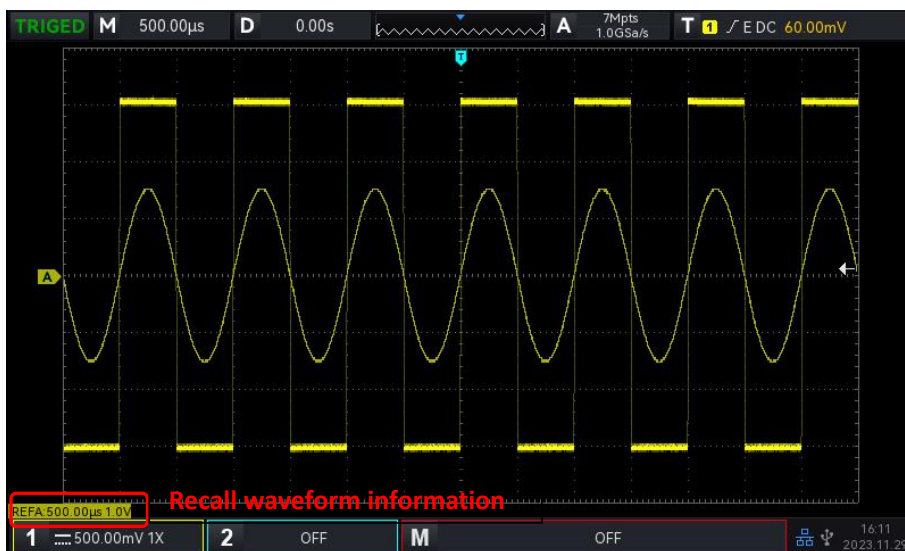 TRIGED M 500.00μs D 0.00s A 7Mpts 1.0GSa/s T 1 E DC 60.00mV
T
A
Recall waveform information
REFA:500.00μs 1.0V
1 500.00mV 1X 2 OFF M OFF 16:11
2023.11.29